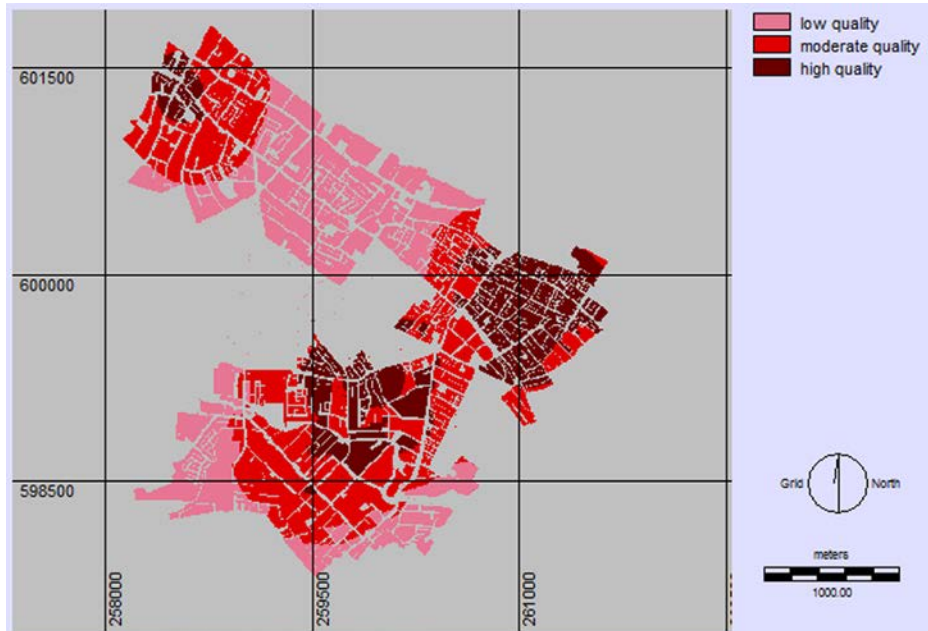 low quality
moderate quality
high quality
601500
600000
598500
258000
259500
261000
Grid North
meters
1000.00